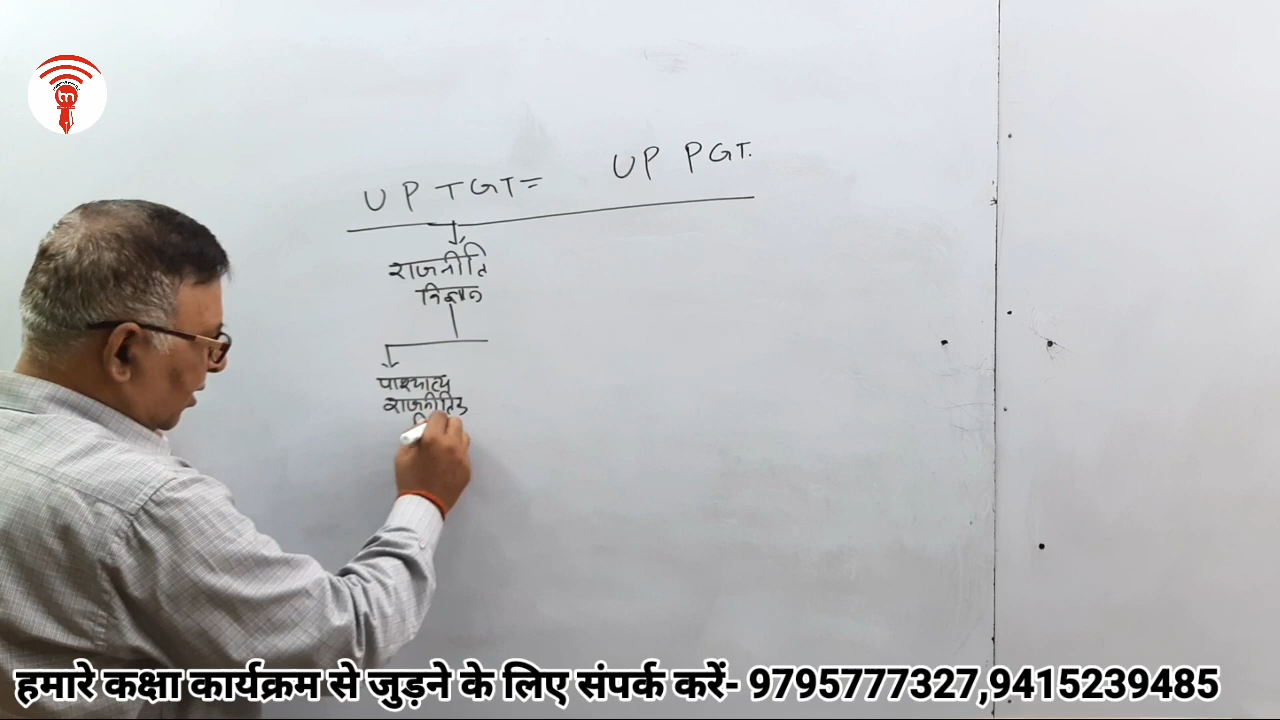 UP TGT=
UP PGT.
राजनीति
विज्ञान
पाश्चात्य
राजनीतिक
हमारे कक्षा कार्यक्रम से जुड़ने के लिए संपर्क करें- 9795777327,9415239485